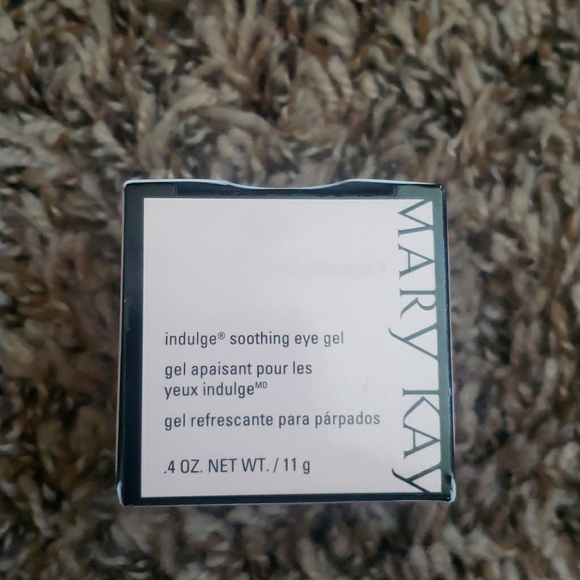 MARY KAY
indulge® soothing eye gel
gel apaisant pour les
yeux indulgeᴹᴰ
gel refrescante para párpados
.4 OZ. NET WT. / 11 g